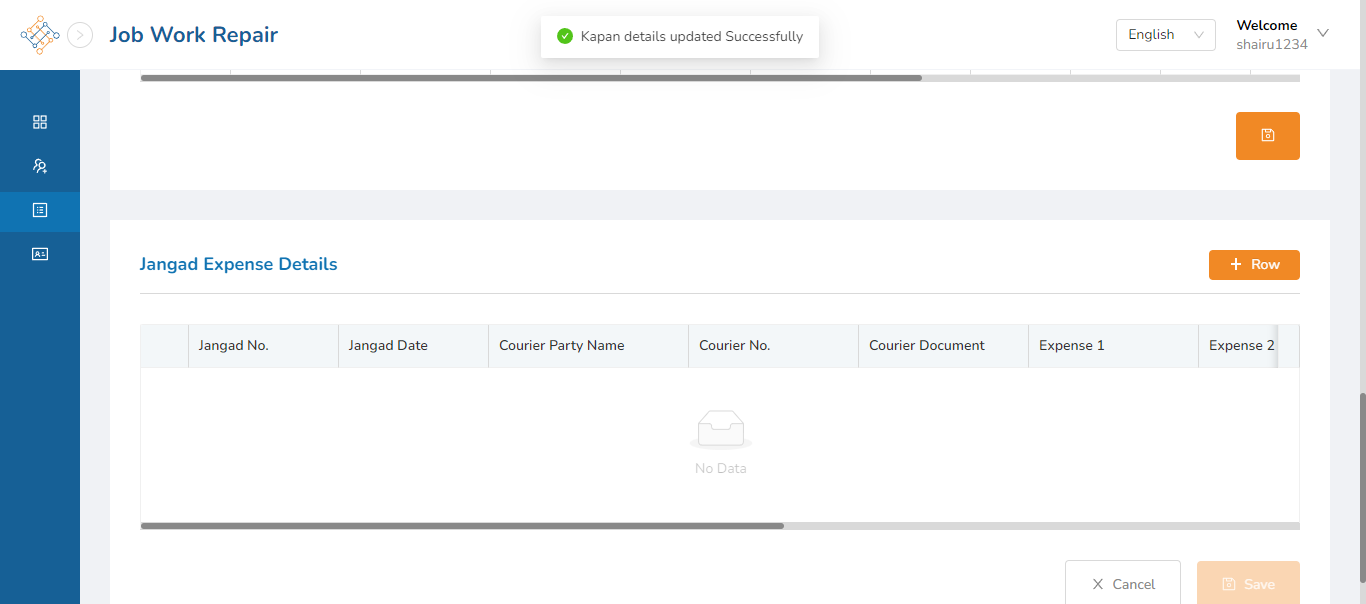 Job Work Repair
Kapan details updated Successfully
English
Welcome
shairu1234
Jangad Expense Details
Row
Jangad No.
Jangad Date
Courier Party Name
Courier No.
Courier Document
Expense 1
Expense 2
No Data
Cancel
Save